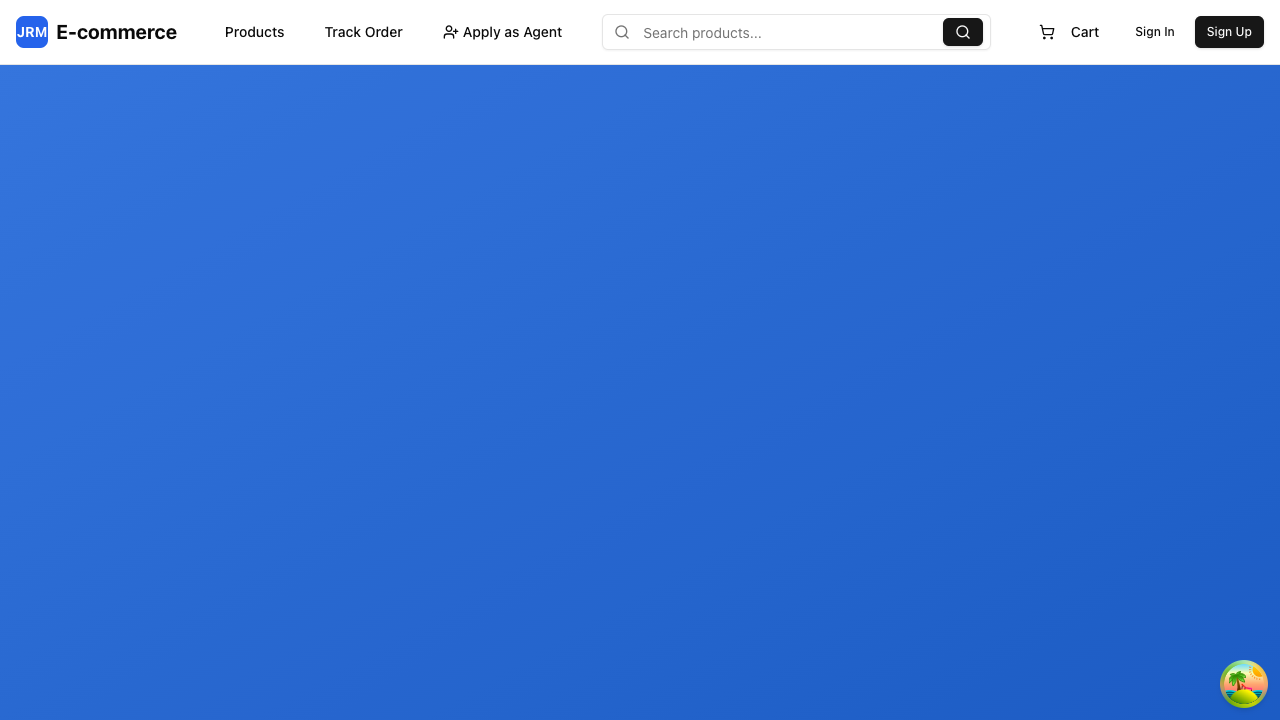 JRM E-commerce
Products
Track Order
Apply as Agent
Search products...
Cart
Sign In
Sign Up